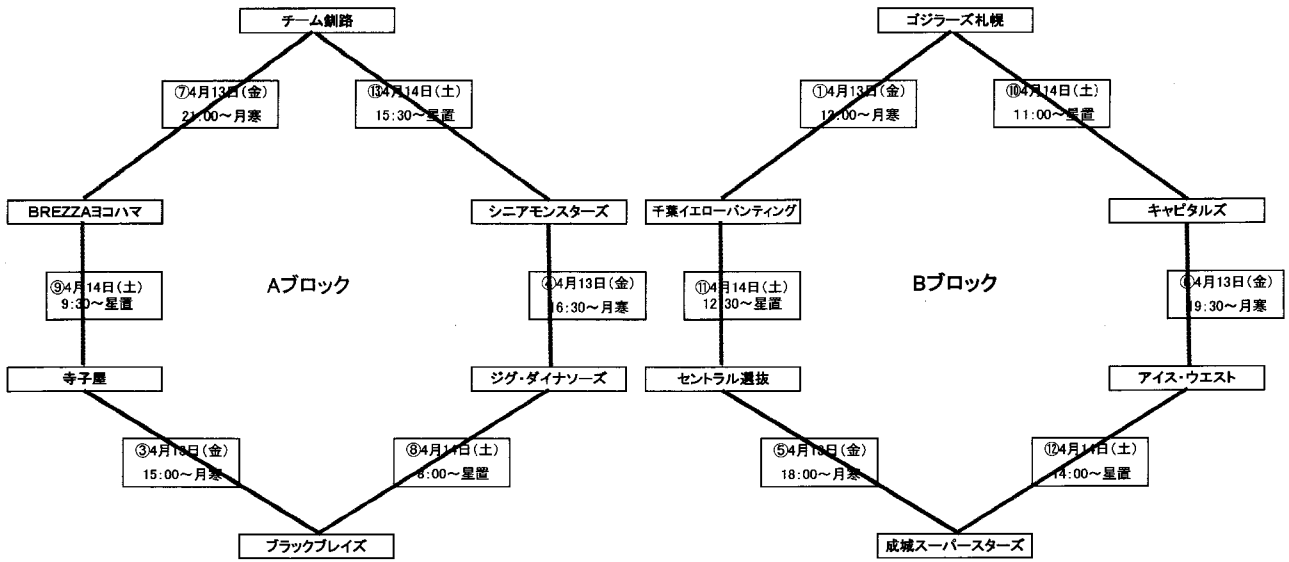 チーム釧路
ゴジラーズ札幌
⑦4月13日(金)
21:00～月寒
⑬4月14日(土)
15:30～星置
①4月13日(金)
⑩4月14日(土)
11:00～星置
BREZZAヨコハマ
シニアモンスターズ
千葉イエローバンティング
キャピタルズ
⑨4月14日(土)
9:30～星置
Aブロック
4月13日(金)
16:30～月寒
⑪4月14日(土)
12:30～星置
Bブロック
4月13日(金)
19:30～月寒
寺子屋
ジグ・ダイナソーズ
セントラル選抜
アイス・ウエスト
③4月13日(金)
15:00～月寒
⑧4月14日(土)
8:00～星置
⑤4月13日(金)
18:00～月寒
⑫4月14日(土)
14:00～星置
ブラックブレイズ
成城スーパースターズ